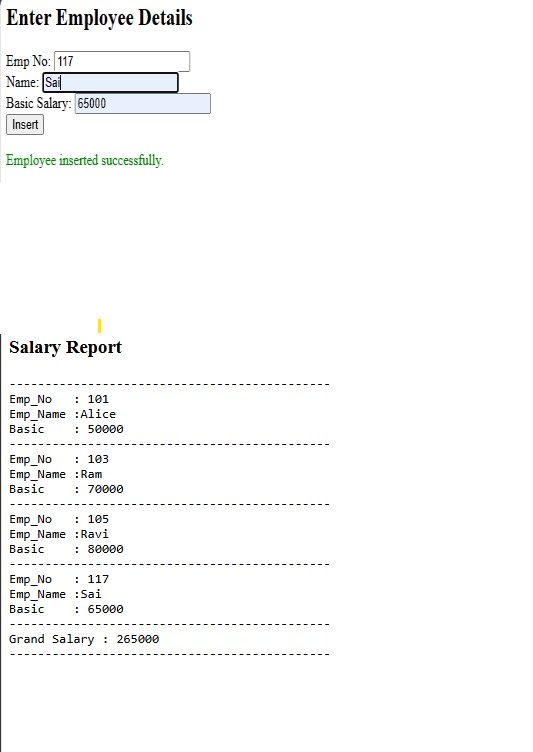 Enter Employee Details
Emp No: 117
Name: Sai
Basic Salary: 65000
Insert
Employee inserted successfully.
Salary Report
---------------------------------------------
Emp_No   : 101
Emp_Name :Alice
Basic    : 50000
---------------------------------------------
Emp_No   : 103
Emp_Name :Ram
Basic    : 70000
---------------------------------------------
Emp_No   : 105
Emp_Name :Ravi
Basic    : 80000
---------------------------------------------
Emp_No   : 117
Emp_Name :Sai
Basic    : 65000
---------------------------------------------
Grand Salary : 265000
---------------------------------------------